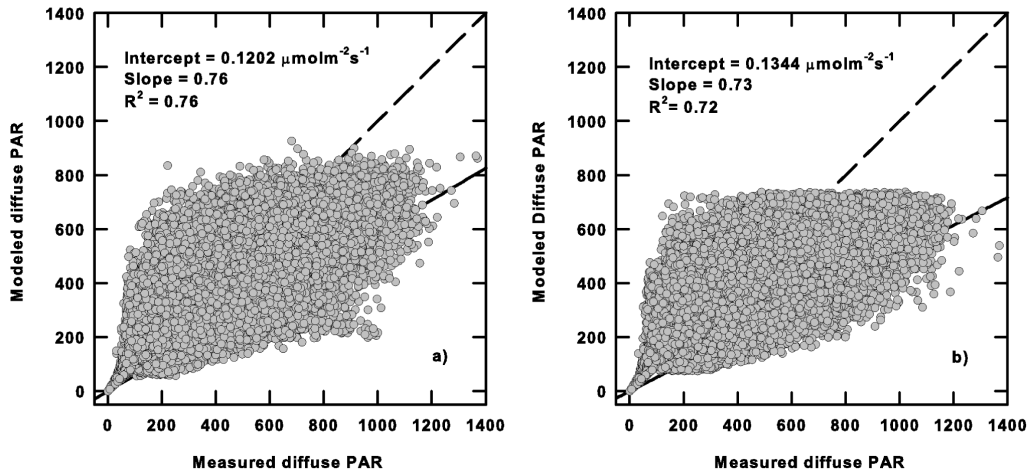 1400
1200
1000
800
600
400
200
0
Modeled diffuse PAR
Intercept = 0.1202 μmolm⁻²s⁻¹
Slope = 0.76
R² = 0.76
a)
0 200 400 600 800 1000 1200 1400
Measured diffuse PAR
1400
1200
1000
800
600
400
200
0
Modeled Diffuse PAR
Intercept = 0.1344 μmolm⁻²s⁻¹
Slope = 0.73
R²= 0.72
b)
0 200 400 600 800 1000 1200 1400
Measured diffuse PAR